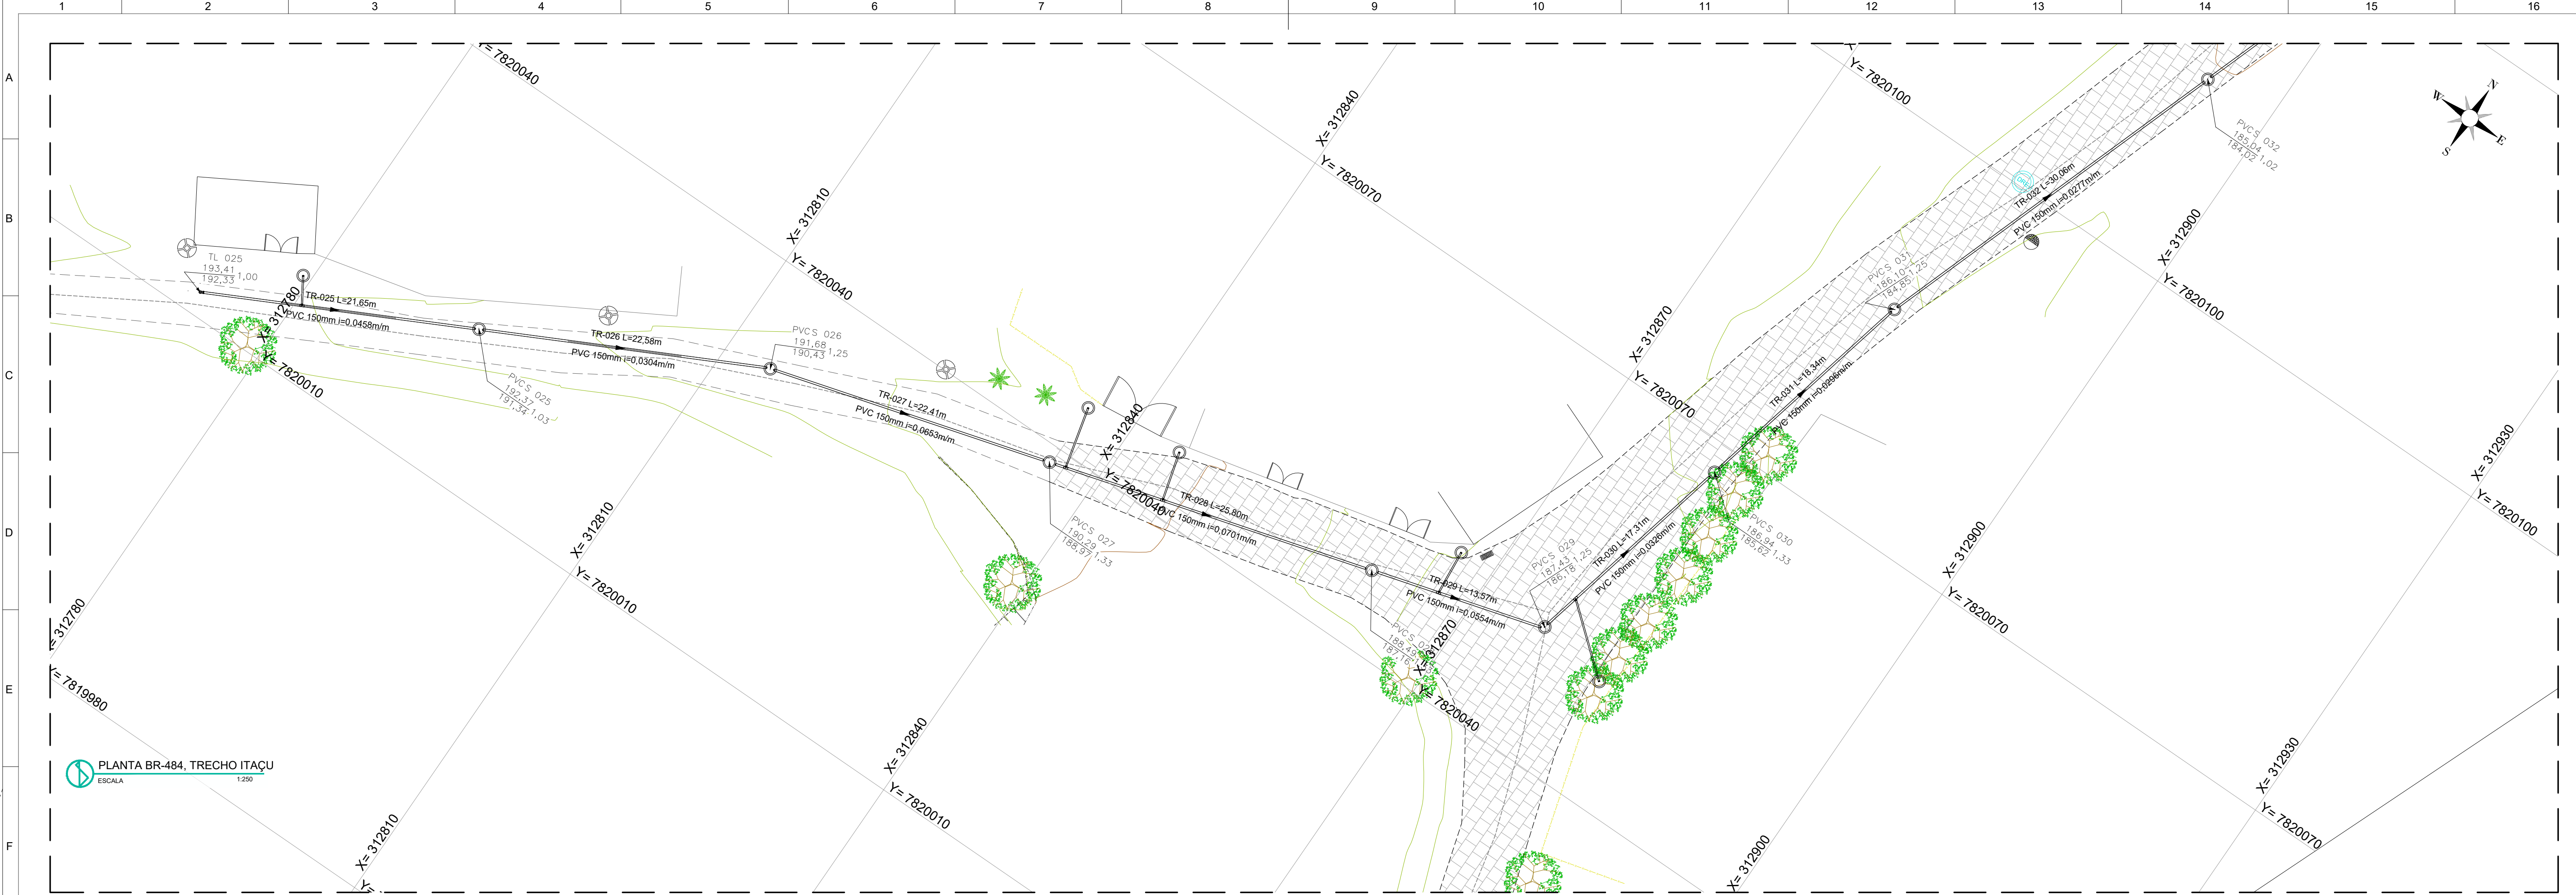 1 2 3 4 5 6 7 8 9 10 11 12 13 14 15 16
A
B
C
D
E
F
Y= 7820040
X= 312840
Y= 7820070
Y= 7820100
N
W
E
S
PVCS 032
185,04
184,02
1,02
X= 312810
Y= 7820040
TR-032 L=30,06m
PVC 150mm i=0,0277m/m
X= 312900
Y= 7820100
TL 025
193,41
192,33
1,00
X= 312780
Y= 7820010
TR-025 L=21,65m
PVC 150mm i=0,0458m/m
TR-026 L=22,58m
PVC 150mm i=0,0304m/m
PVCS 026
191,68
190,43
1,25
PVCS 025
192,37
191,34
1,03
TR-027 L=22,41m
PVC 150mm i=0,0653m/m
X= 312840
Y= 7820040
X= 312870
Y= 7820070
PVCS 031
186,10
184,85
1,25
TR-031 L=18,34m
PVC 150mm i=0,0296m/m
X= 312930
Y= 7820100
X= 312810
Y= 7820010
PVCS 027
190,29
188,97
1,33
TR-028 L=25,80m
PVC 150mm i=0,0701m/m
TR-029 L=13,57m
PVC 150mm i=0,0554m/m
PVCS 029
187,43
186,18
1,25
TR-030 L=17,31m
PVC 150mm i=0,0326m/m
PVCS 030
186,94
185,62
1,33
X= 312900
Y= 7820070
= 312780
Y= 7819980
PVCS
188,49
187,16
X= 312870
Y= 7820040
X= 312840
Y= 7820010
X= 312930
Y= 7820070
PLANTA BR-484, TRECHO ITAÇU
ESCALA 1:250
X= 312810
Y=
X= 312900